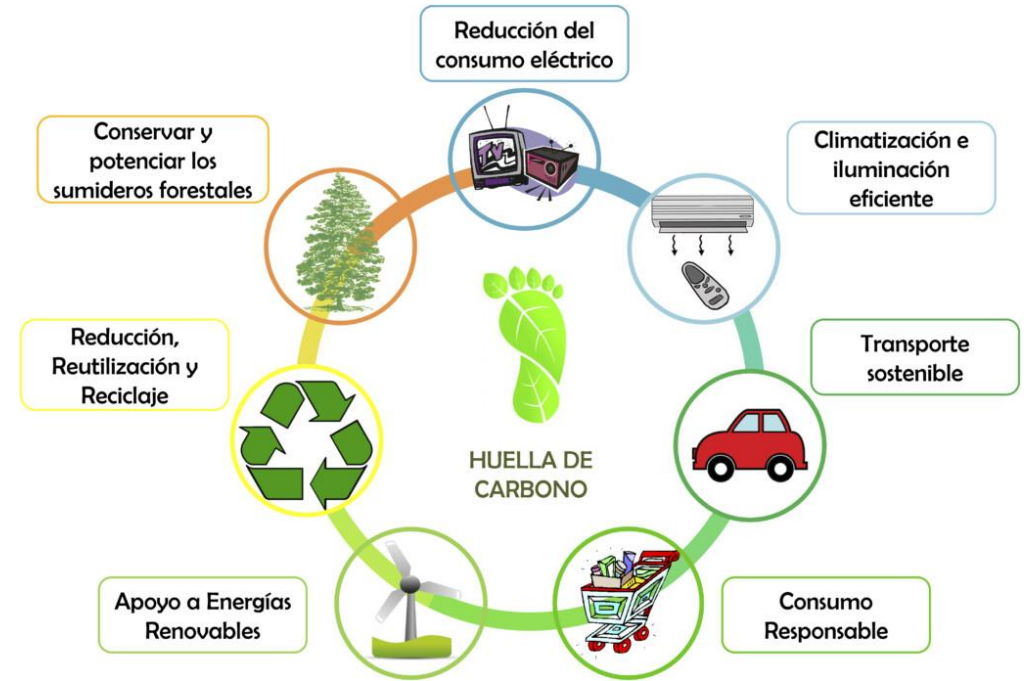 Reducción del
consumo eléctrico
Climatización e
iluminación
eficiente
Transporte
sostenible
Consumo
Responsable
Apoyo a Energías
Renovables
Reducción,
Reutilización y
Reciclaje
Conservar y
potenciar los
sumideros forestales
TV
HUELLA DE
CARBONO